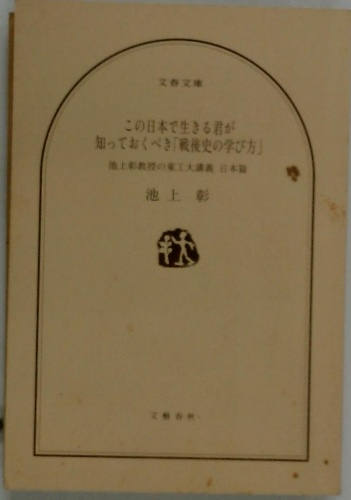 文春文庫
この日本で生きる君が
知っておくべき「戦後史の学び方」
池上彰教授の東工大講義 日本篇
池上 彰
文藝春秋